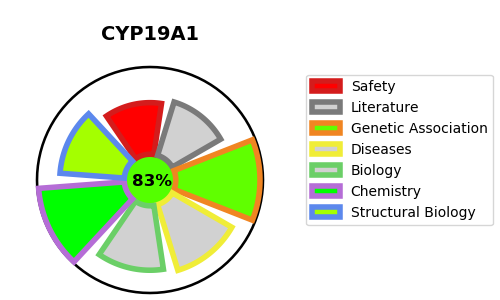 CYP19A1
83%
Safety
Literature
Genetic Association
Diseases
Biology
Chemistry
Structural Biology